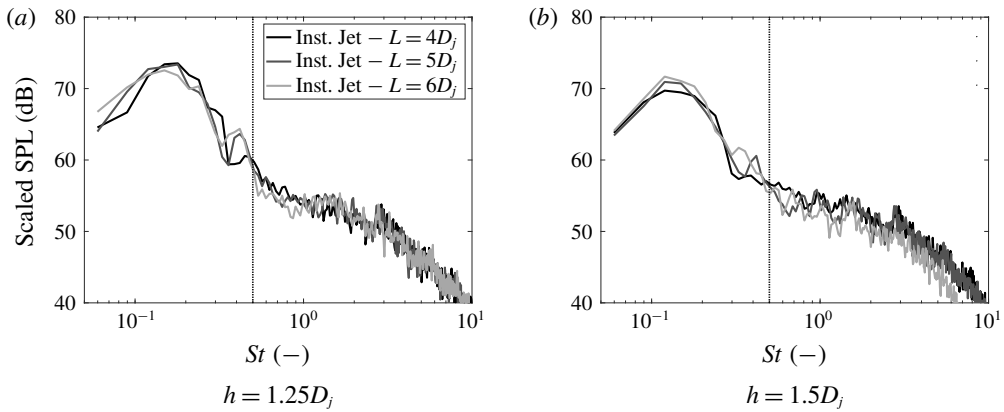 (a)
80
70
60
50
40
Scaled SPL (dB)
Inst. Jet – L = 4D_j
Inst. Jet – L = 5D_j
Inst. Jet – L = 6D_j
10^{-1} 10^0 10^1
St (–)
h = 1.25D_j
(b)
80
70
60
50
40
10^{-1} 10^0 10^1
St (–)
h = 1.5D_j